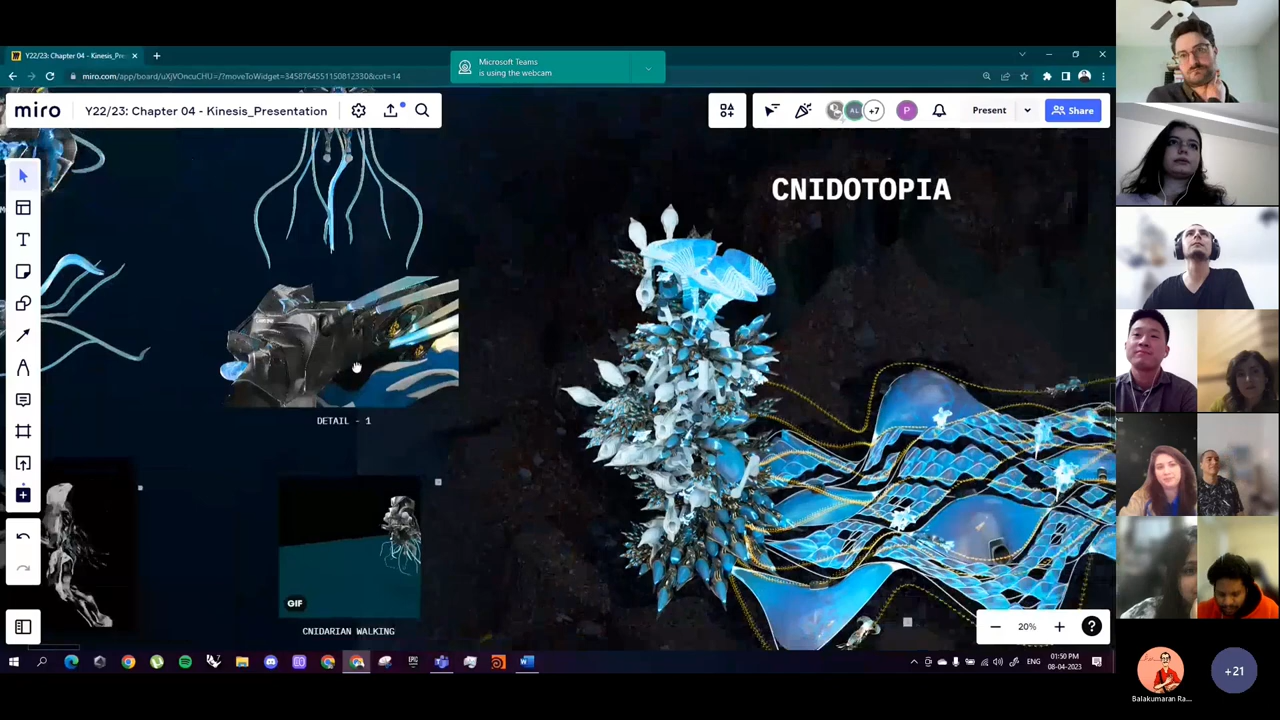 Y22/23: Chapter 04 - Kinesis_Pre
Microsoft Teams
is using the webcam
miro.com/app/board/uXjVOncuCHU=/?moveToWidget=3458764551150812330&cot=14
miro
Y22/23: Chapter 04 - Kinesis_Presentation
AL
+7
P
Present
Share
CNIDOTOPIA
DETAIL - 1
GIF
CNIDARIAN WALKING
20%
ENG
01:50 PM
08-04-2023
Balakumaran Ra...
+21